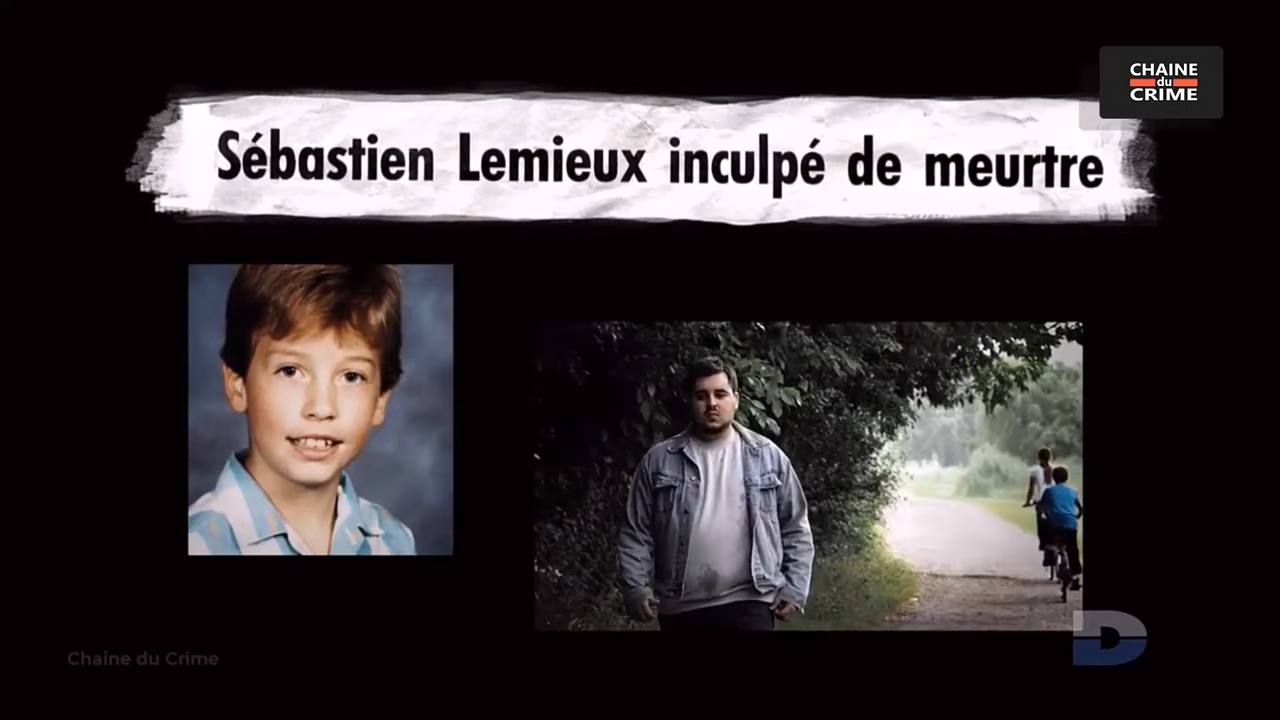 CHAINE
du
CRIME
Sébastien Lemieux inculpé de meurtre
Chaine du Crime
D